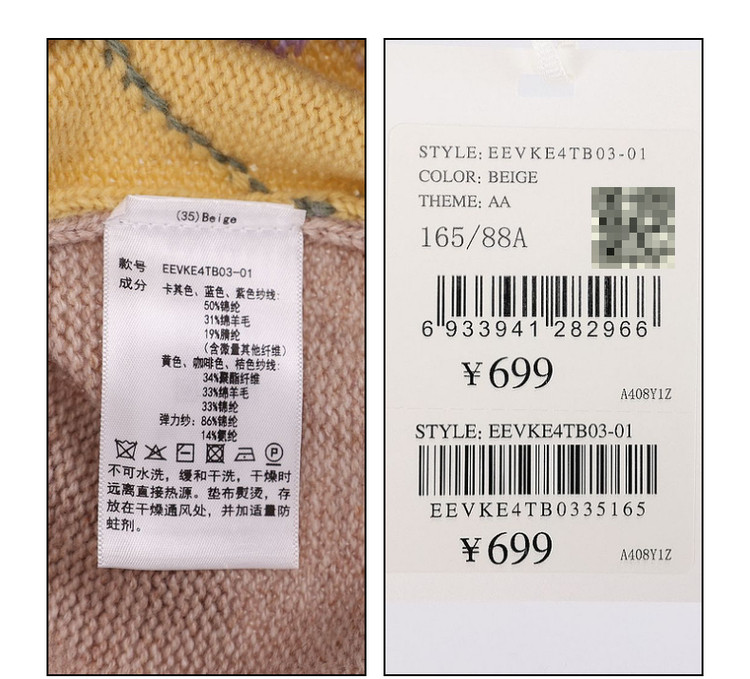 (35)Beige
款号 EEVKE4TB03-01
成分 卡其色、蓝色、紫色纱线:
50%锦纶
31%绵羊毛
19%腈纶
(含微量其他纤维)
黄色、咖啡色、桔色纱线:
34%聚酯纤维
33%绵羊毛
33%锦纶
弹力纱: 86%锦纶
14%氨纶
P
不可水洗，缓和干洗，干燥时
远离直接热源。垫布熨烫，存
放在干燥通风处，并加适量防
蛀剂。
STYLE: EEVKE4TB03-01
COLOR: BEIGE
THEME: AA
165/88A
6 933941 282966
¥699
A408Y1Z
STYLE: EEVKE4TB03-01
EEVKE4TB0335165
¥699
A408Y1Z